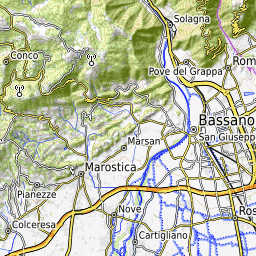 Solagna
Conco
Pove del Grappa
Rom
Bassano
San Giusepp
Marsan
Marostica
Pianezze
Nove
Ros
Colceresa
Cartigliano